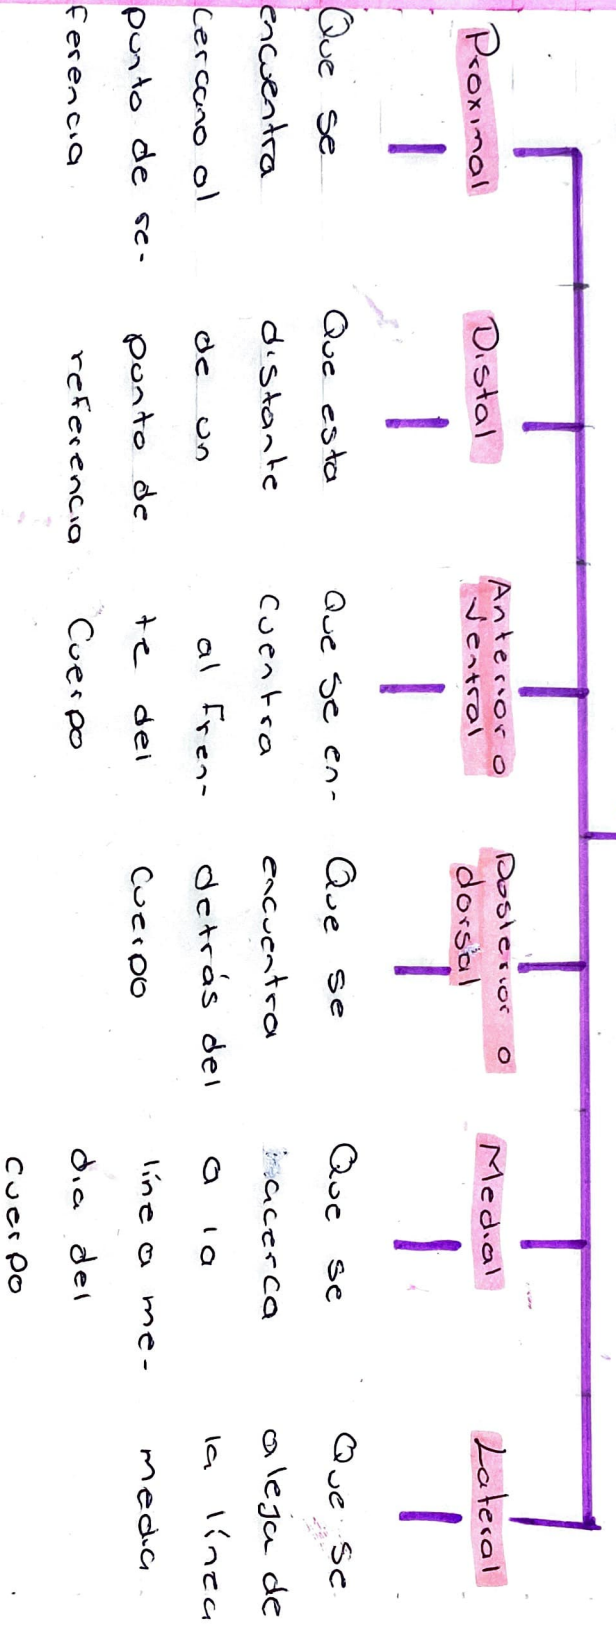 Proximal
Que se
encuentra
cercano al
punto de re-
ferencia
Distal
Que esta
distante
de un
punto de
referencia
Anterior o
ventral
Que se en-
cuentra
al fren-
te del
Cuerpo
Posterior o
dorsal
Que se
encuentra
detrás del
Cuerpo
Medial
Que se
acerca
a la
línea me-
dia del
cuerpo
Lateral
Que se
aleja de
la línea
media